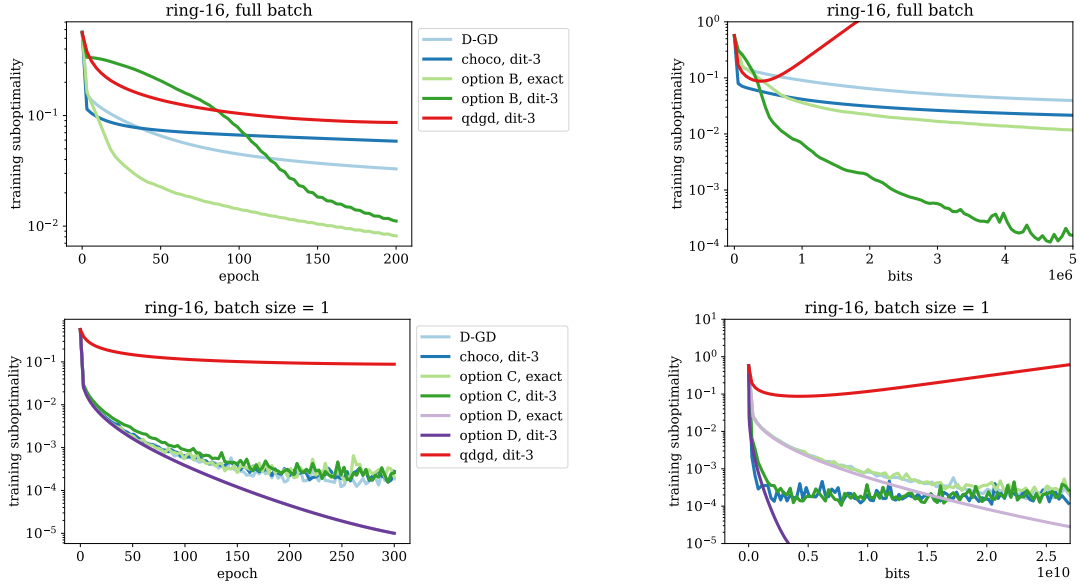 ring-16, full batch
training suboptimality
10⁻¹
10⁻²
0
50
100
150
200
epoch
D-GD
choco, dit-3
option B, exact
option B, dit-3
qdgd, dit-3
ring-16, full batch
training suboptimality
10⁰
10⁻¹
10⁻²
10⁻³
10⁻⁴
0
1
2
3
4
5
bits
1e6
ring-16, batch size = 1
training suboptimality
10⁻¹
10⁻²
10⁻³
10⁻⁴
10⁻⁵
0
50
100
150
200
250
300
epoch
D-GD
choco, dit-3
option C, exact
option C, dit-3
option D, exact
option D, dit-3
qdgd, dit-3
ring-16, batch size = 1
training suboptimality
10¹
10⁰
10⁻¹
10⁻²
10⁻³
10⁻⁴
10⁻⁵
0.0
0.5
1.0
1.5
2.0
2.5
bits
1e10